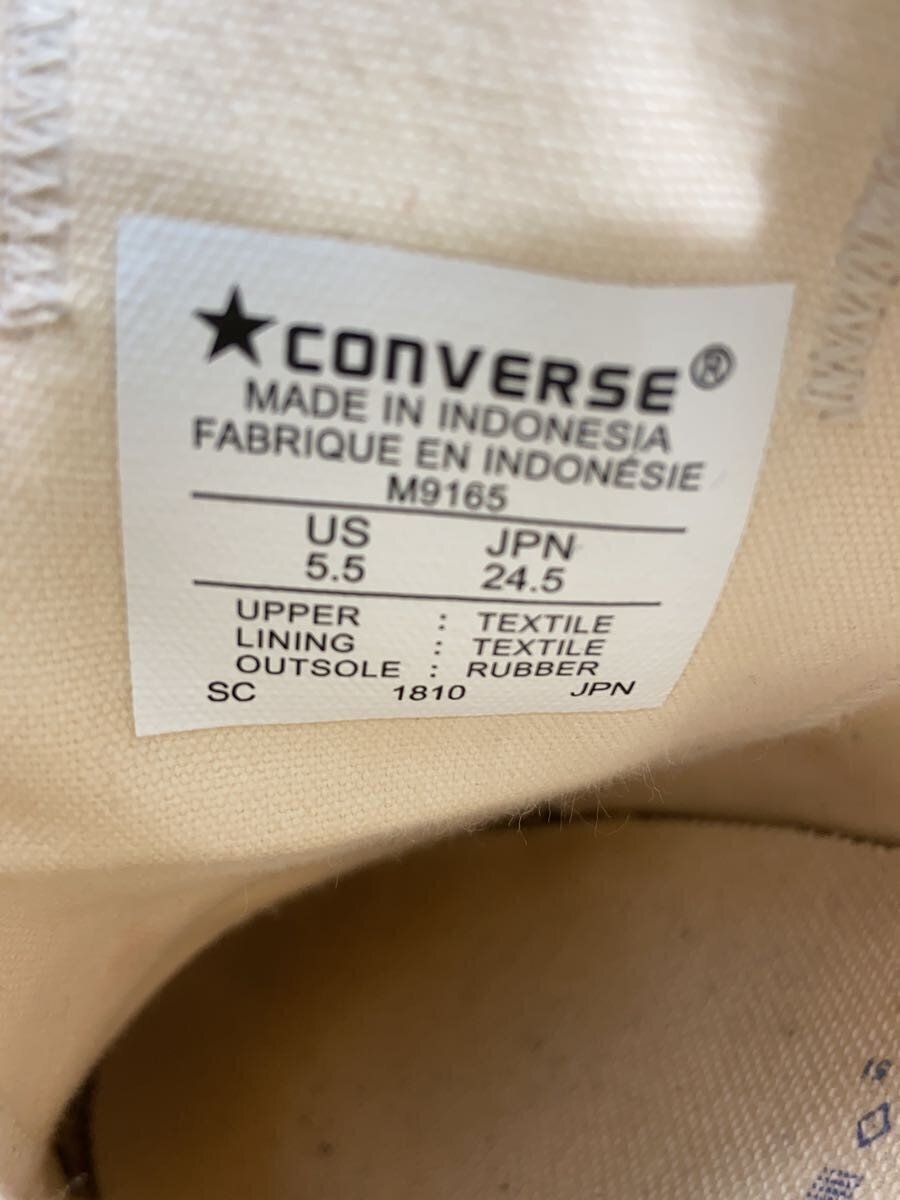 ★CONVERSE®
MADE IN INDONESIA
FABRIQUE EN INDONÉSIE
M9165
US JPN
5.5 24.5
UPPER : TEXTILE
LINING : TEXTILE
OUTSOLE : RUBBER
SC 1810 JPN